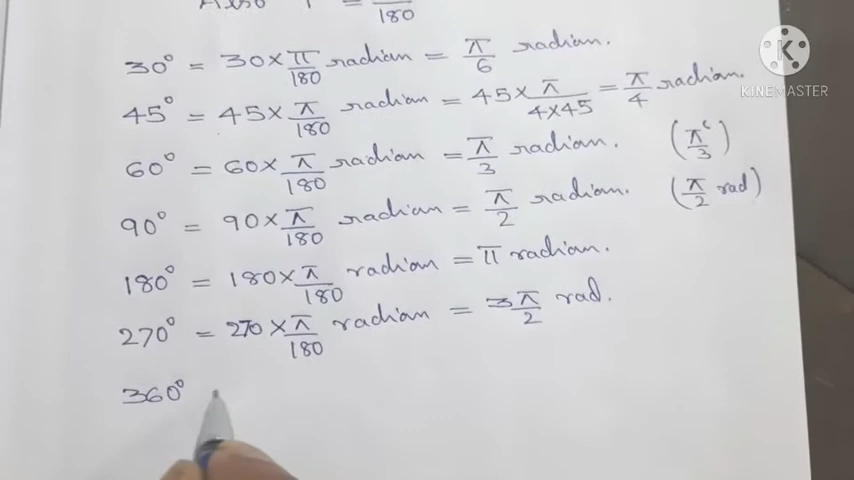 180
30° = 30 × π/180 radian = π/6 radian.
45° = 45 × π/180 radian = 45 × π/4×45 = π/4 radian.
60° = 60 × π/180 radian = π/3 radian. (π/3 ᶜ)
90° = 90 × π/180 radian = π/2 radian. (π/2 rad)
180° = 180 × π/180 radian = π radian.
270° = 270 × π/180 radian = 3π/2 rad.
360°
KINEMASTER